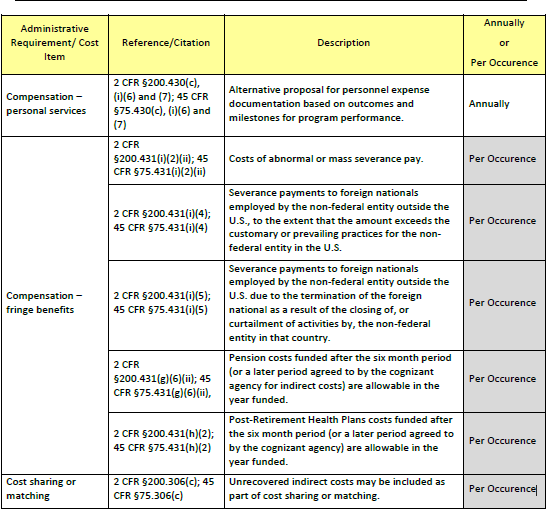 Administrative
Requirement/ Cost
Item
Reference/Citation
Description
Annually
or
Per Occurence
Compensation –
personal services
2 CFR §200.430(c),
(i)(6) and (7); 45 CFR
§75.430(c), (i)(6) and
(7)
Alternative proposal for personnel expense
documentation based on outcomes and
milestones for program performance.
Annually
Compensation –
fringe benefits
2 CFR
§200.431(i)(2)(ii); 45
CFR §75.431(i)(2)(ii)
Costs of abnormal or mass severance pay.
Per Occurence
2 CFR §200.431(i)(4);
45 CFR §75.431(i)(4)
Severance payments to foreign nationals
employed by the non-federal entity outside the
U.S., to the extent that the amount exceeds the
customary or prevailing practices for the non-
federal entity in the U.S.
Per Occurence
2 CFR §200.431(i)(5);
45 CFR §75.431(i)(5)
Severance payments to foreign nationals
employed by the non-federal entity outside the
U.S. due to the termination of the foreign
national as a result of the closing of, or
curtailment of activities by, the non-federal
entity in that country.
Per Occurence
2 CFR
§200.431(g)(6)(ii); 45
CFR §75.431(g)(6)(ii),
Pension costs funded after the six month period
(or a later period agreed to by the cognizant
agency for indirect costs) are allowable in the
year funded.
Per Occurence
2 CFR §200.431(h)(2);
45 CFR §75.431(h)(2)
Post-Retirement Health Plans costs funded after
the six month period (or a later period agreed to
by the cognizant agency) are allowable in the
year funded.
Per Occurence
Cost sharing or
matching
2 CFR §200.306(c); 45
CFR §75.306(c)
Unrecovered indirect costs may be included as
part of cost sharing or matching.
Per Occurence